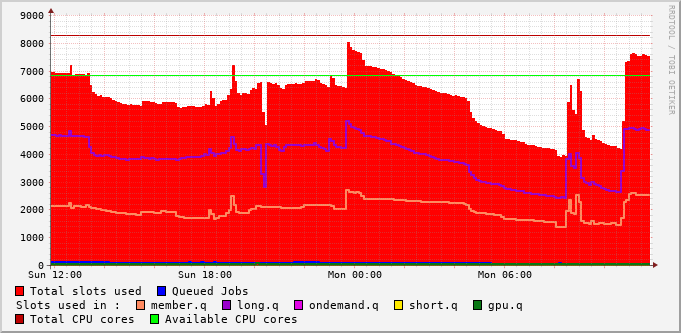 9000
8000
7000
6000
5000
4000
3000
2000
1000
0
Sun 12:00 Sun 18:00 Mon 00:00 Mon 06:00
RRDTOOL / TOBI OETIKER
Total slots used Queued Jobs
Slots used in : member.q long.q ondemand.q short.q gpu.q
Total CPU cores Available CPU cores